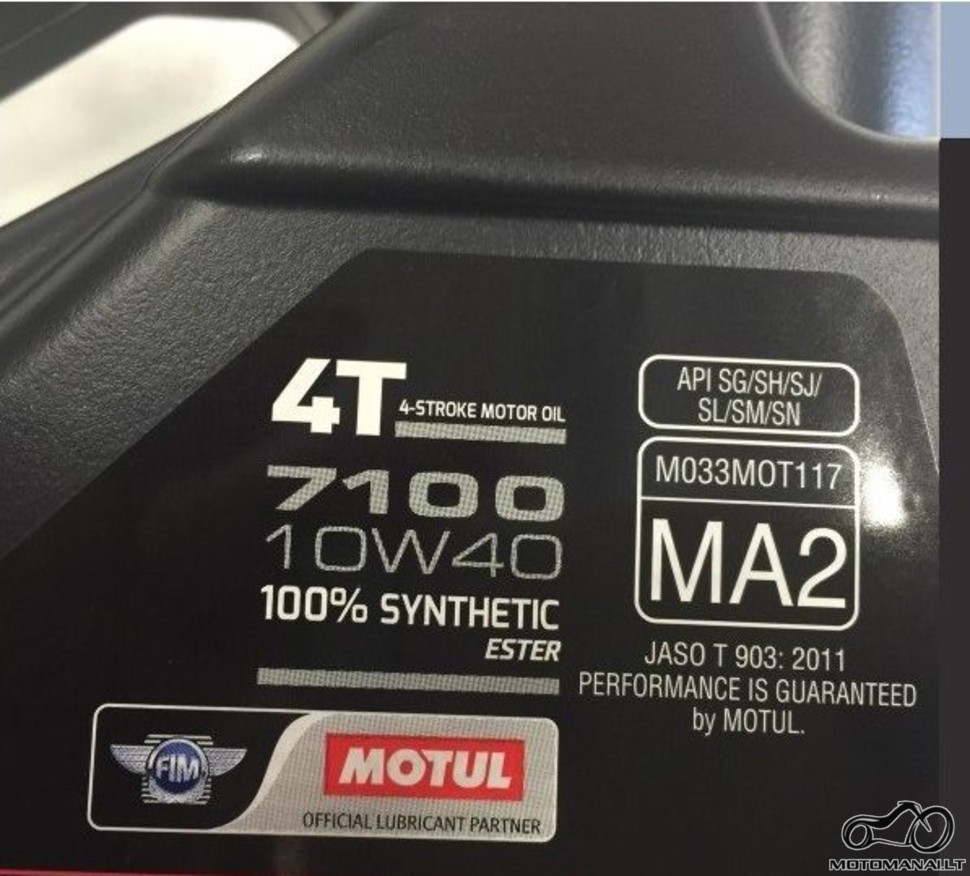 4T 4-STROKE MOTOR OIL
7100
10W40
100% SYNTHETIC
ESTER
API SG/SH/SJ/
SL/SM/SN
M033MOT117
MA2
JASO T 903: 2011
PERFORMANCE IS GUARANTEED
by MOTUL.
FIM
MOTUL
OFFICIAL LUBRICANT PARTNER
MOTOMANAI.LT